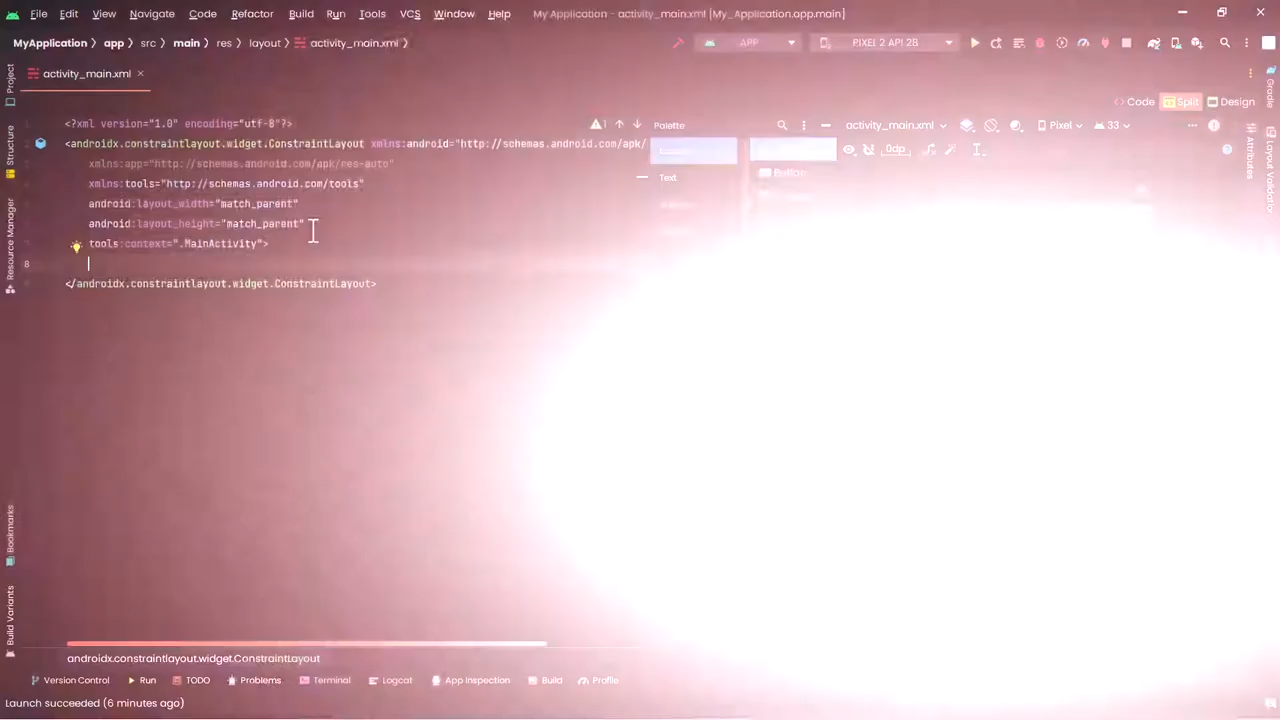 File Edit View Navigate Code Refactor Build Run Tools VCS Window Help My Application - activity_main.xml [My_Application.app.main]
MyApplication app src main res layout activity_main.xml APP PIXEL 2 API 28
activity_main.xml
Code Split Design
<?xml version="1.0" encoding="utf-8"?>
Palette activity_main.xml Pixel 33
<androidx.constraintlayout.widget.ConstraintLayout xmlns:android="http://schemas.android.com/apk/
0dp
xmlns:app="http://schemas.android.com/apk/res-auto"
Button
Text
xmlns:tools="http://schemas.android.com/tools"
android:layout_width="match_parent"
android:layout_height="match_parent"
tools:context=".MainActivity">
8
</androidx.constraintlayout.widget.ConstraintLayout>
Project
Structure
Resource Manager
Bookmarks
Build Variants
Gradle
Attributes
Layout Validation
androidx.constraintlayout.widget.ConstraintLayout
Version Control Run TODO Problems Terminal Logcat App Inspection Build Profile
Launch succeeded (6 minutes ago)